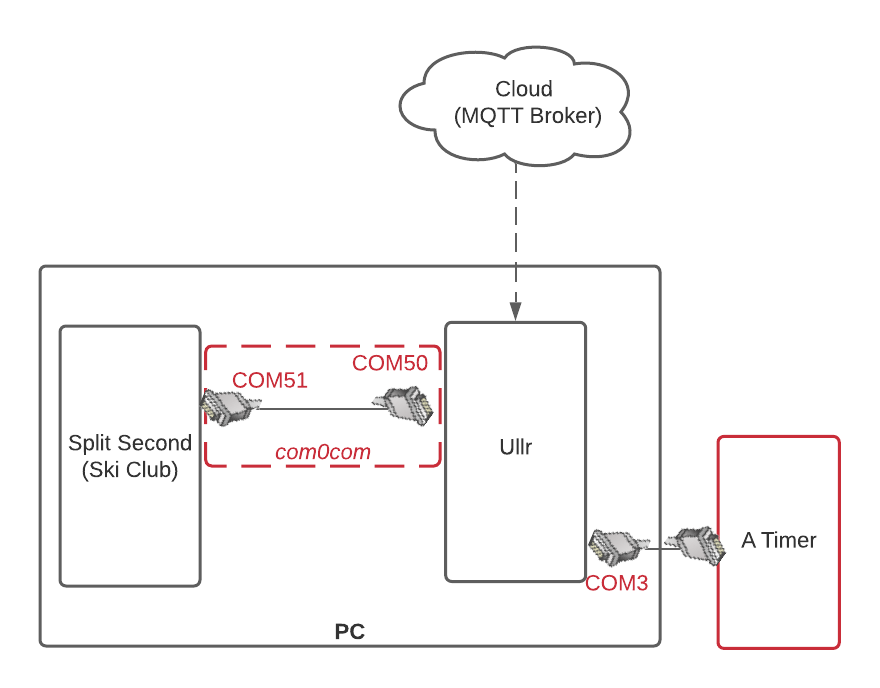 Cloud
(MQTT Broker)
COM50
COM51
Split Second
(Ski Club)
com0com
Ullr
A Timer
COM3
PC